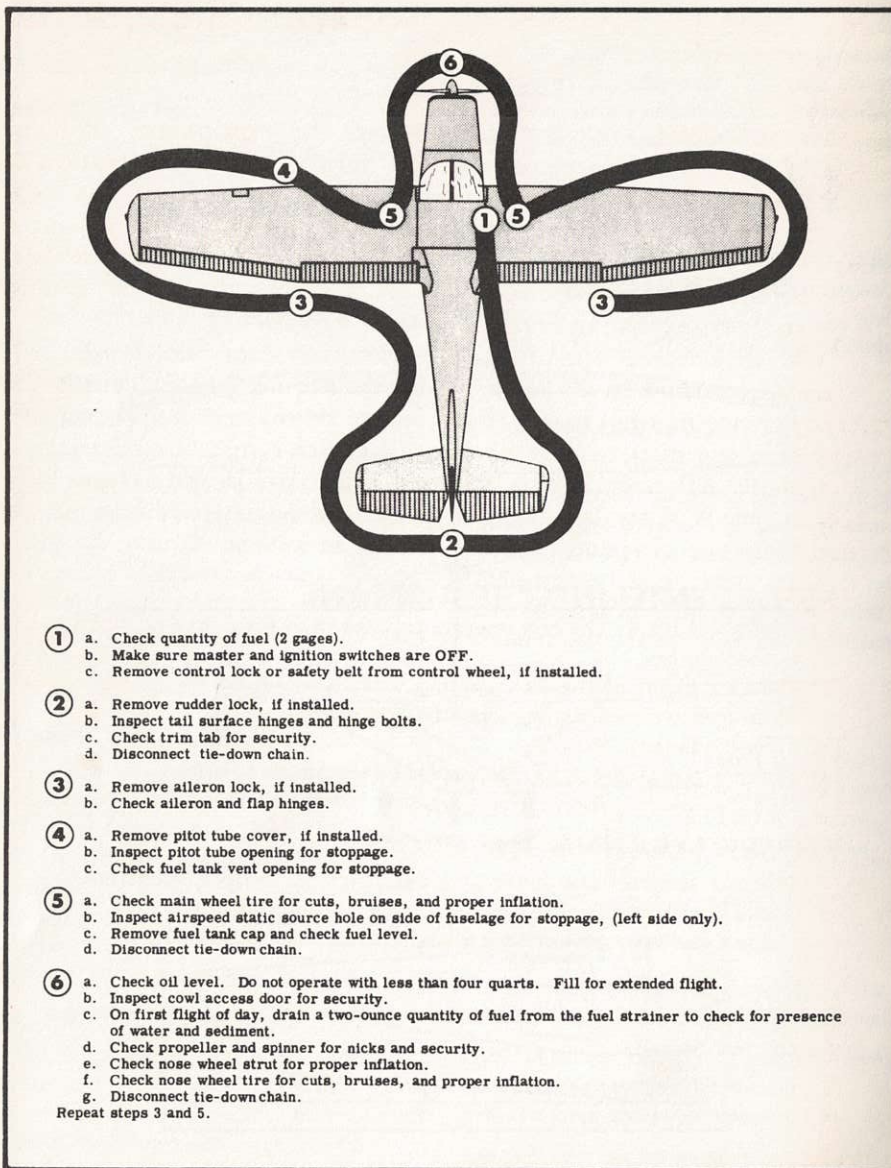 6
4
5
1
5
3
3
2
1 a. Check quantity of fuel (2 gages).
b. Make sure master and ignition switches are OFF.
c. Remove control lock or safety belt from control wheel, if installed.
2 a. Remove rudder lock, if installed.
b. Inspect tail surface hinges and hinge bolts.
c. Check trim tab for security.
d. Disconnect tie-down chain.
3 a. Remove aileron lock, if installed.
b. Check aileron and flap hinges.
4 a. Remove pitot tube cover, if installed.
b. Inspect pitot tube opening for stoppage.
c. Check fuel tank vent opening for stoppage.
5 a. Check main wheel tire for cuts, bruises, and proper inflation.
b. Inspect airspeed static source hole on side of fuselage for stoppage, (left side only).
c. Remove fuel tank cap and check fuel level.
d. Disconnect tie-down chain.
6 a. Check oil level. Do not operate with less than four quarts. Fill for extended flight.
b. Inspect cowl access door for security.
c. On first flight of day, drain a two-ounce quantity of fuel from the fuel strainer to check for presence
of water and sediment.
d. Check propeller and spinner for nicks and security.
e. Check nose wheel strut for proper inflation.
f. Check nose wheel tire for cuts, bruises, and proper inflation.
g. Disconnect tie-down chain.
Repeat steps 3 and 5.